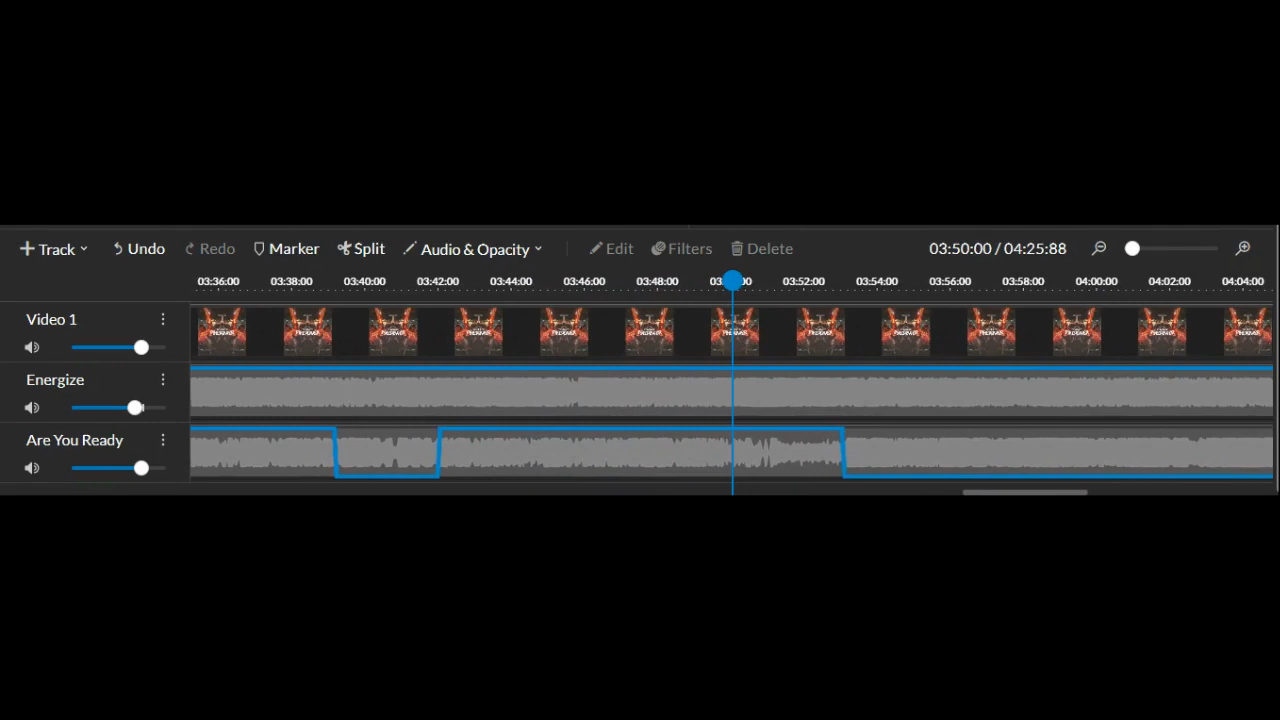 Track Undo Redo Marker Split Audio & Opacity Edit Filters Delete 03:50:00 / 04:25:88
03:36:00 03:38:00 03:40:00 03:42:00 03:44:00 03:46:00 03:48:00 03:52:00 03:54:00 03:56:00 03:58:00 04:00:00 04:02:00 04:04:00
Video 1
Energize
Are You Ready